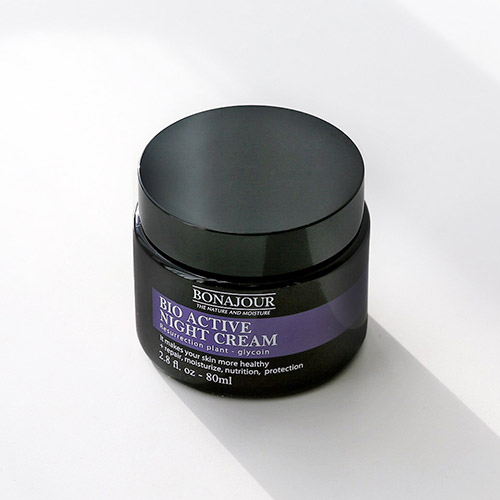 BONAJOUR
THE NATURE AND MOISTURE
BIO ACTIVE
NIGHT CREAM
Resurrection plant - glycoin
It makes your skin more healthy
+ repair, moisturize, nutrition, protection
2.8 fl. oz - 80ml